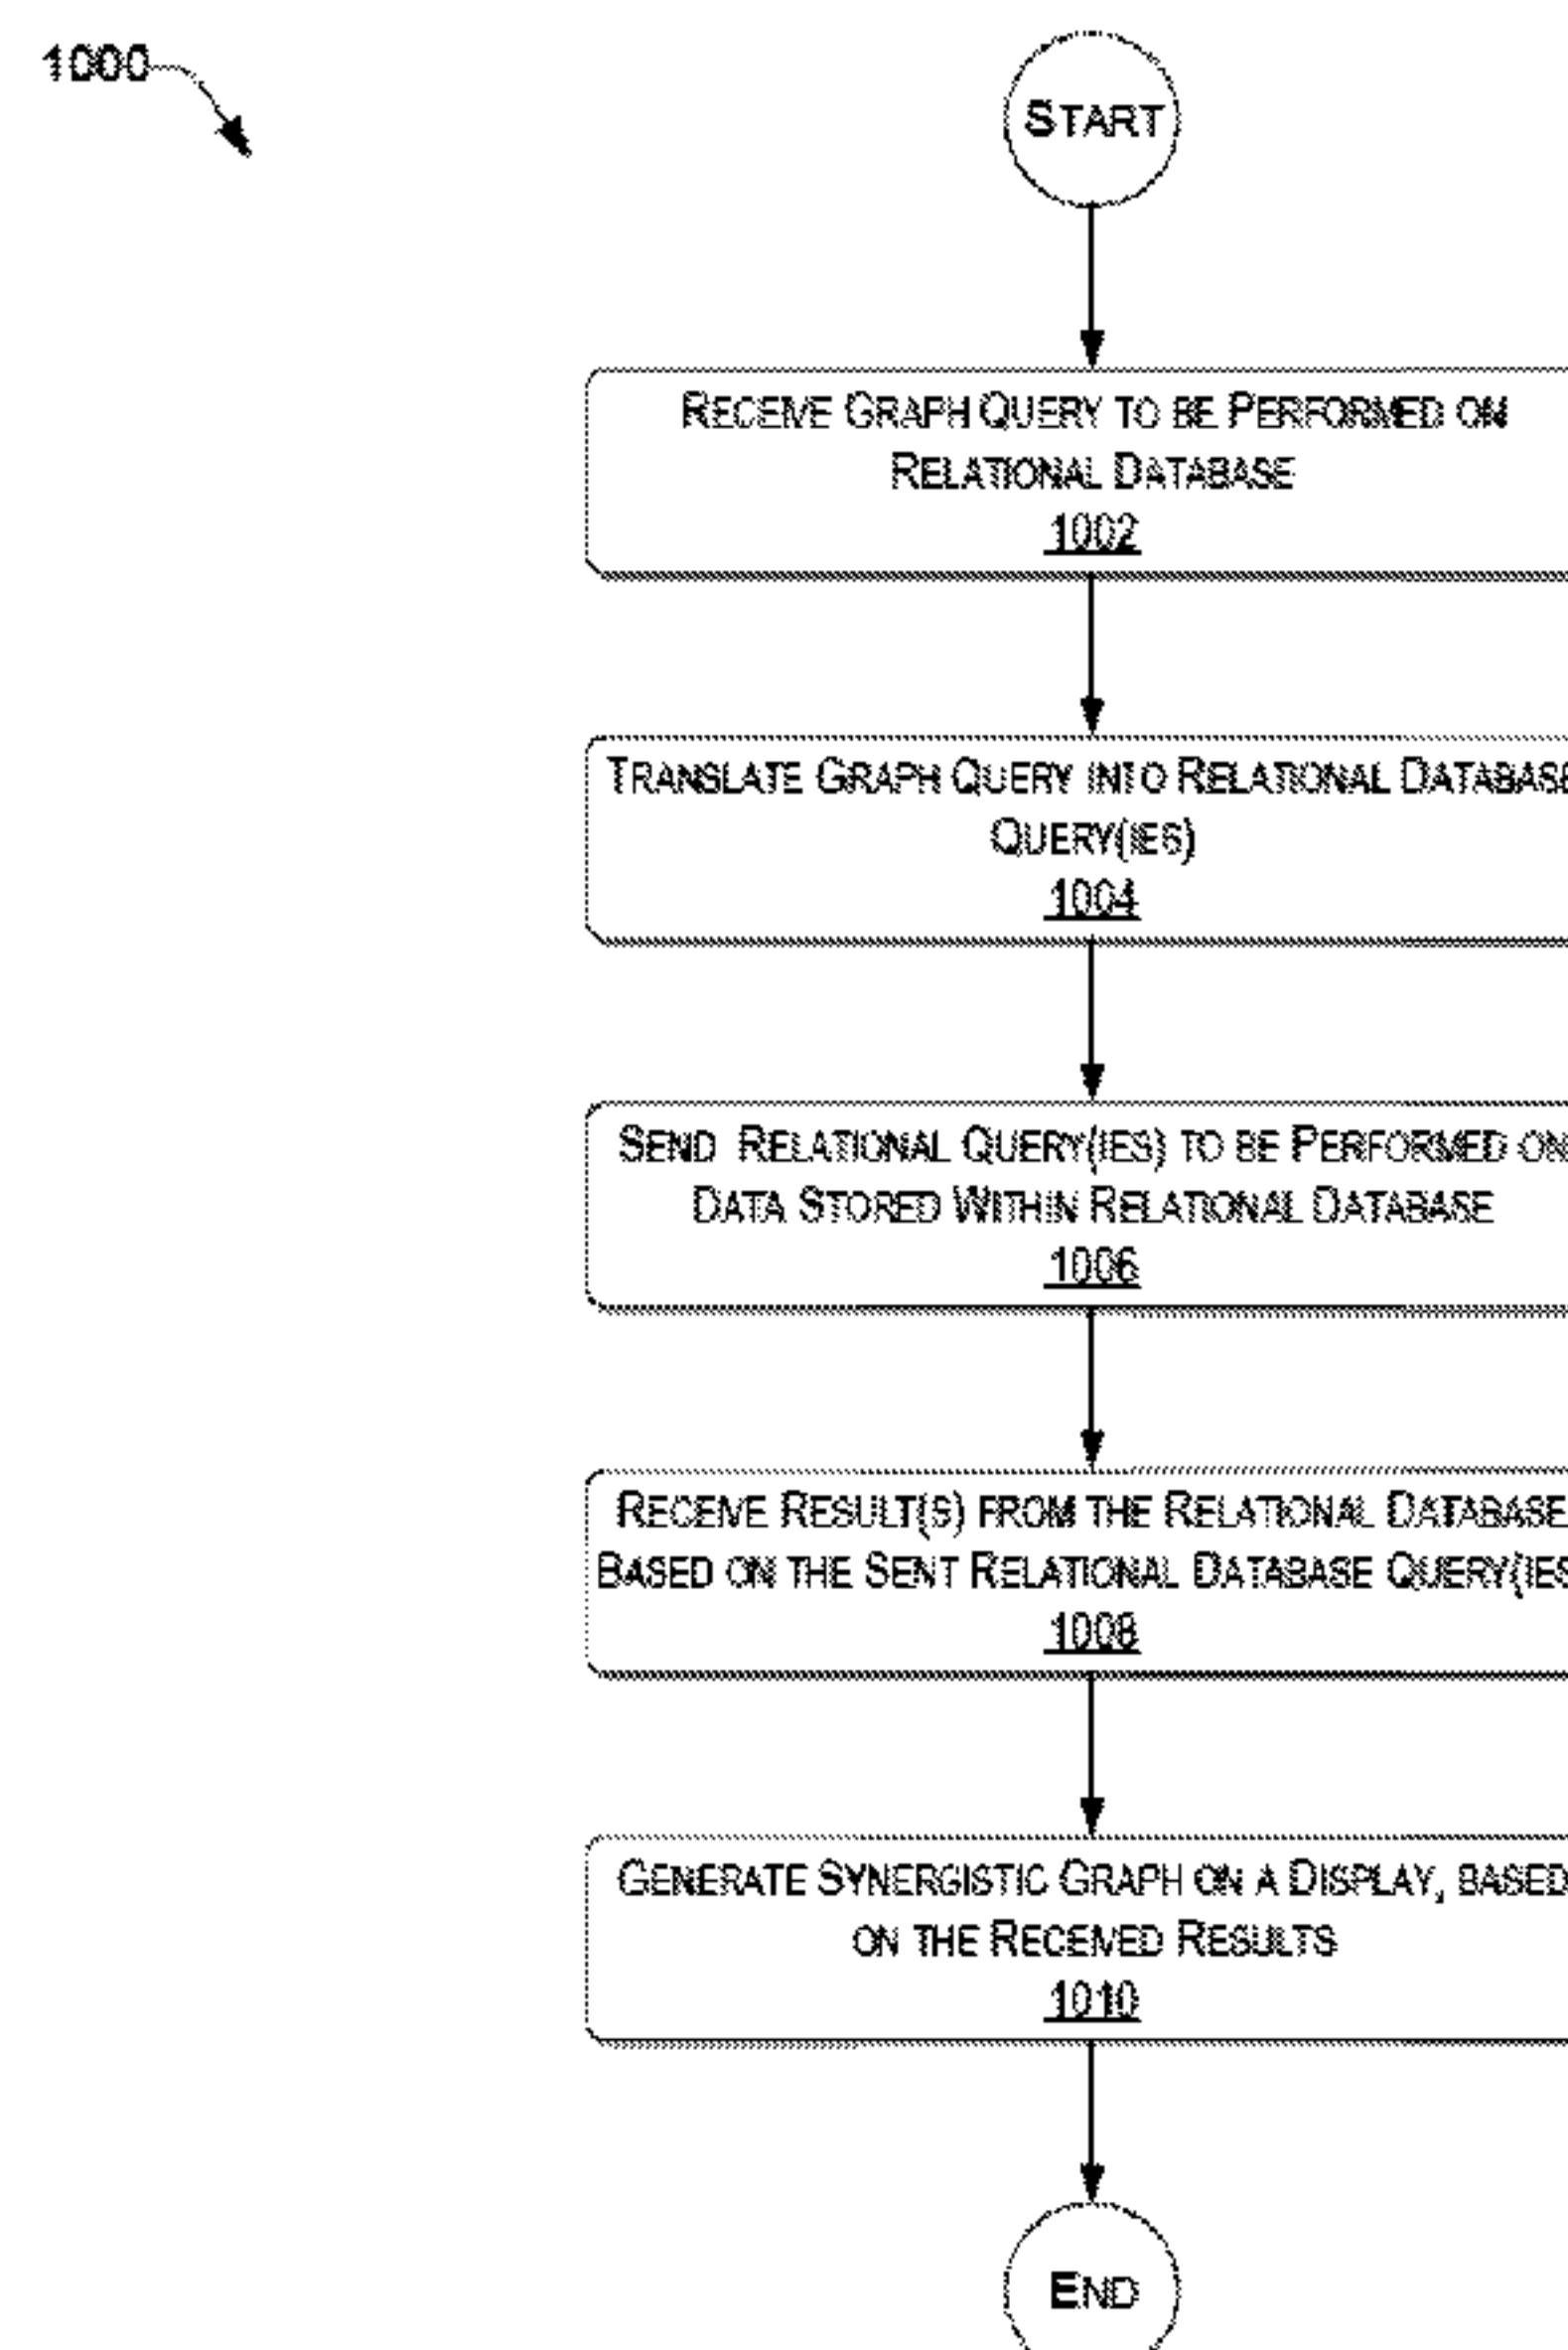 1000
START
RECEIVE GRAPH QUERY TO BE PERFORMED ON
RELATIONAL DATABASE
1002
TRANSLATE GRAPH QUERY INTO RELATIONAL DATABASE
QUERY(IES)
1004
SEND RELATIONAL QUERY(IES) TO BE PERFORMED ON
DATA STORED WITHIN RELATIONAL DATABASE
1006
RECEIVE RESULT(S) FROM THE RELATIONAL DATABASE
BASED ON THE SENT RELATIONAL DATABASE QUERY(IES
1008
GENERATE SYNERGISTIC GRAPH ON A DISPLAY, BASED
ON THE RECEIVED RESULTS
1010
END